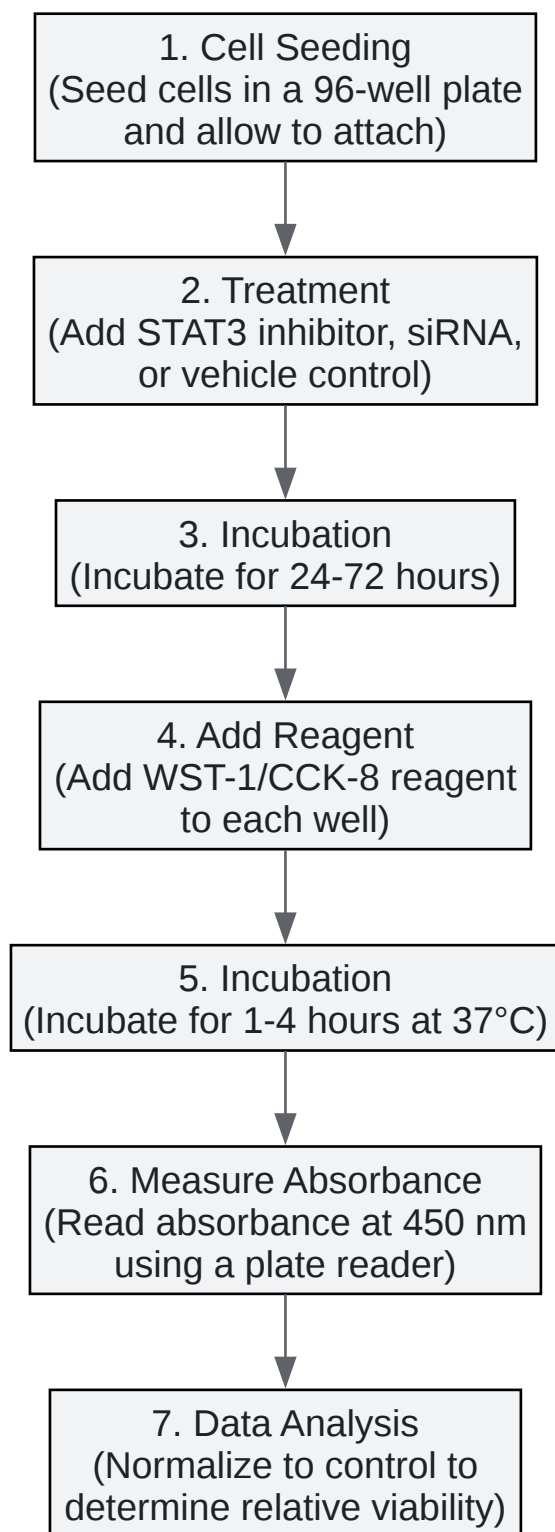 1. Cell Seeding
(Seed cells in a 96-well plate
and allow to attach)
2. Treatment
(Add STAT3 inhibitor, siRNA,
or vehicle control)
3. Incubation
(Incubate for 24-72 hours)
4. Add Reagent
(Add WST-1/CCK-8 reagent
to each well)
5. Incubation
(Incubate for 1-4 hours at 37°C)
6. Measure Absorbance
(Read absorbance at 450 nm
using a plate reader)
7. Data Analysis
(Normalize to control to
determine relative viability)